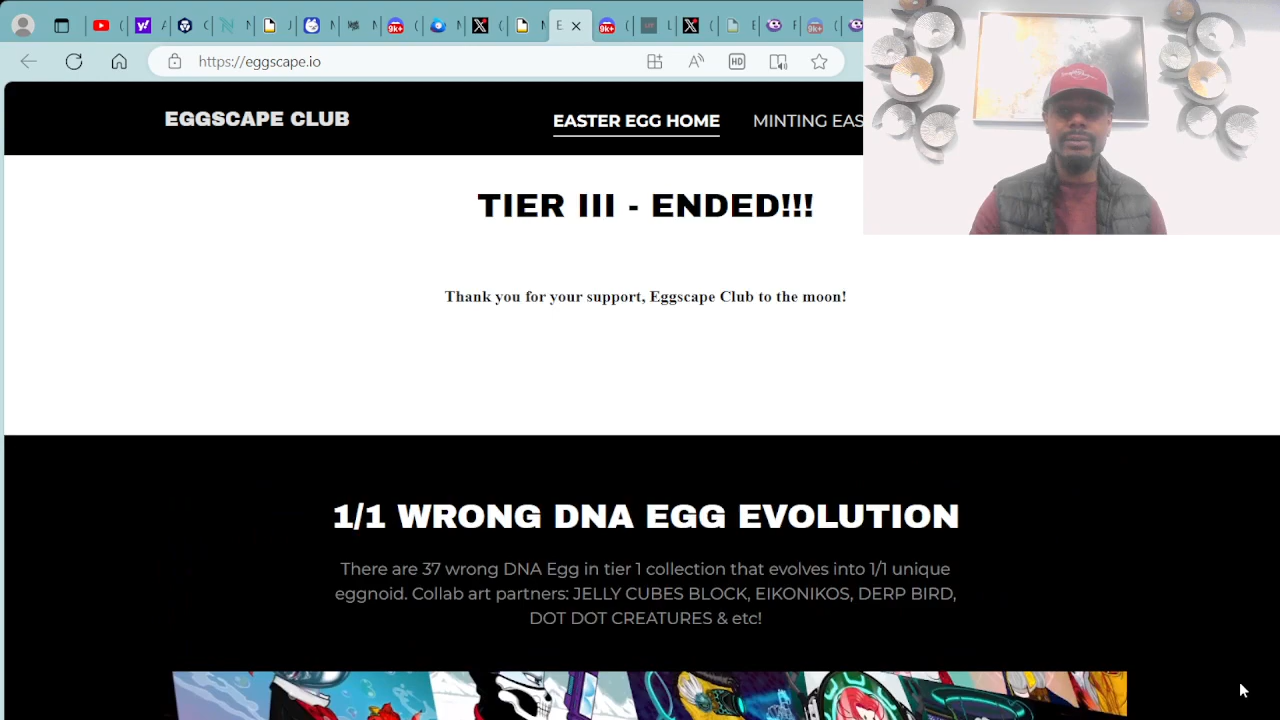 https://eggscape.io
HD
EGGSCAPE CLUB
EASTER EGG HOME
MINTING EAS
TIER III - ENDED!!!
Thank you for your support, Eggscape Club to the moon!
1/1 WRONG DNA EGG EVOLUTION
There are 37 wrong DNA Egg in tier 1 collection that evolves into 1/1 unique
eggnoid. Collab art partners: JELLY CUBES BLOCK, EIKONIKOS, DERP BIRD,
DOT DOT CREATURES & etc!